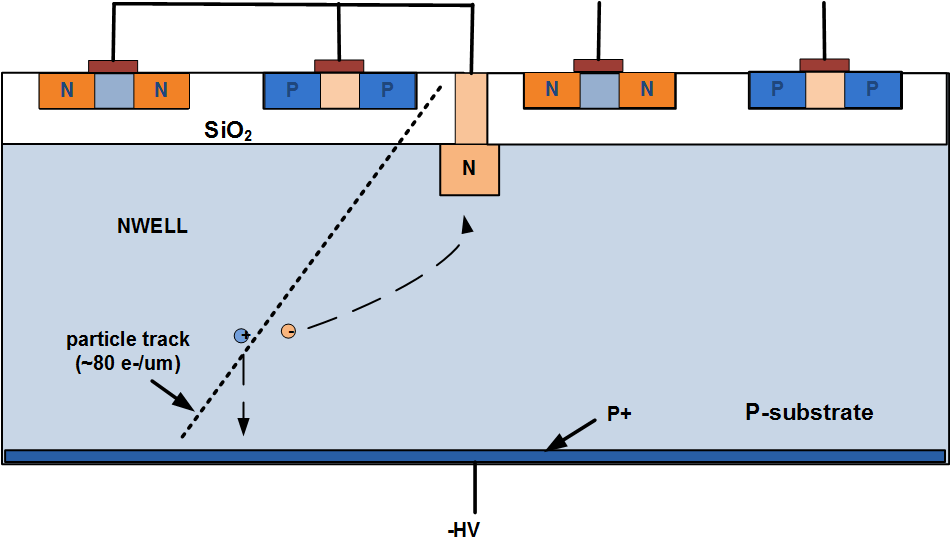 N N P P N N P P
SiO₂
N
NWELL
+ -
particle track
(~80 e-/um)
P+
P-substrate
-HV